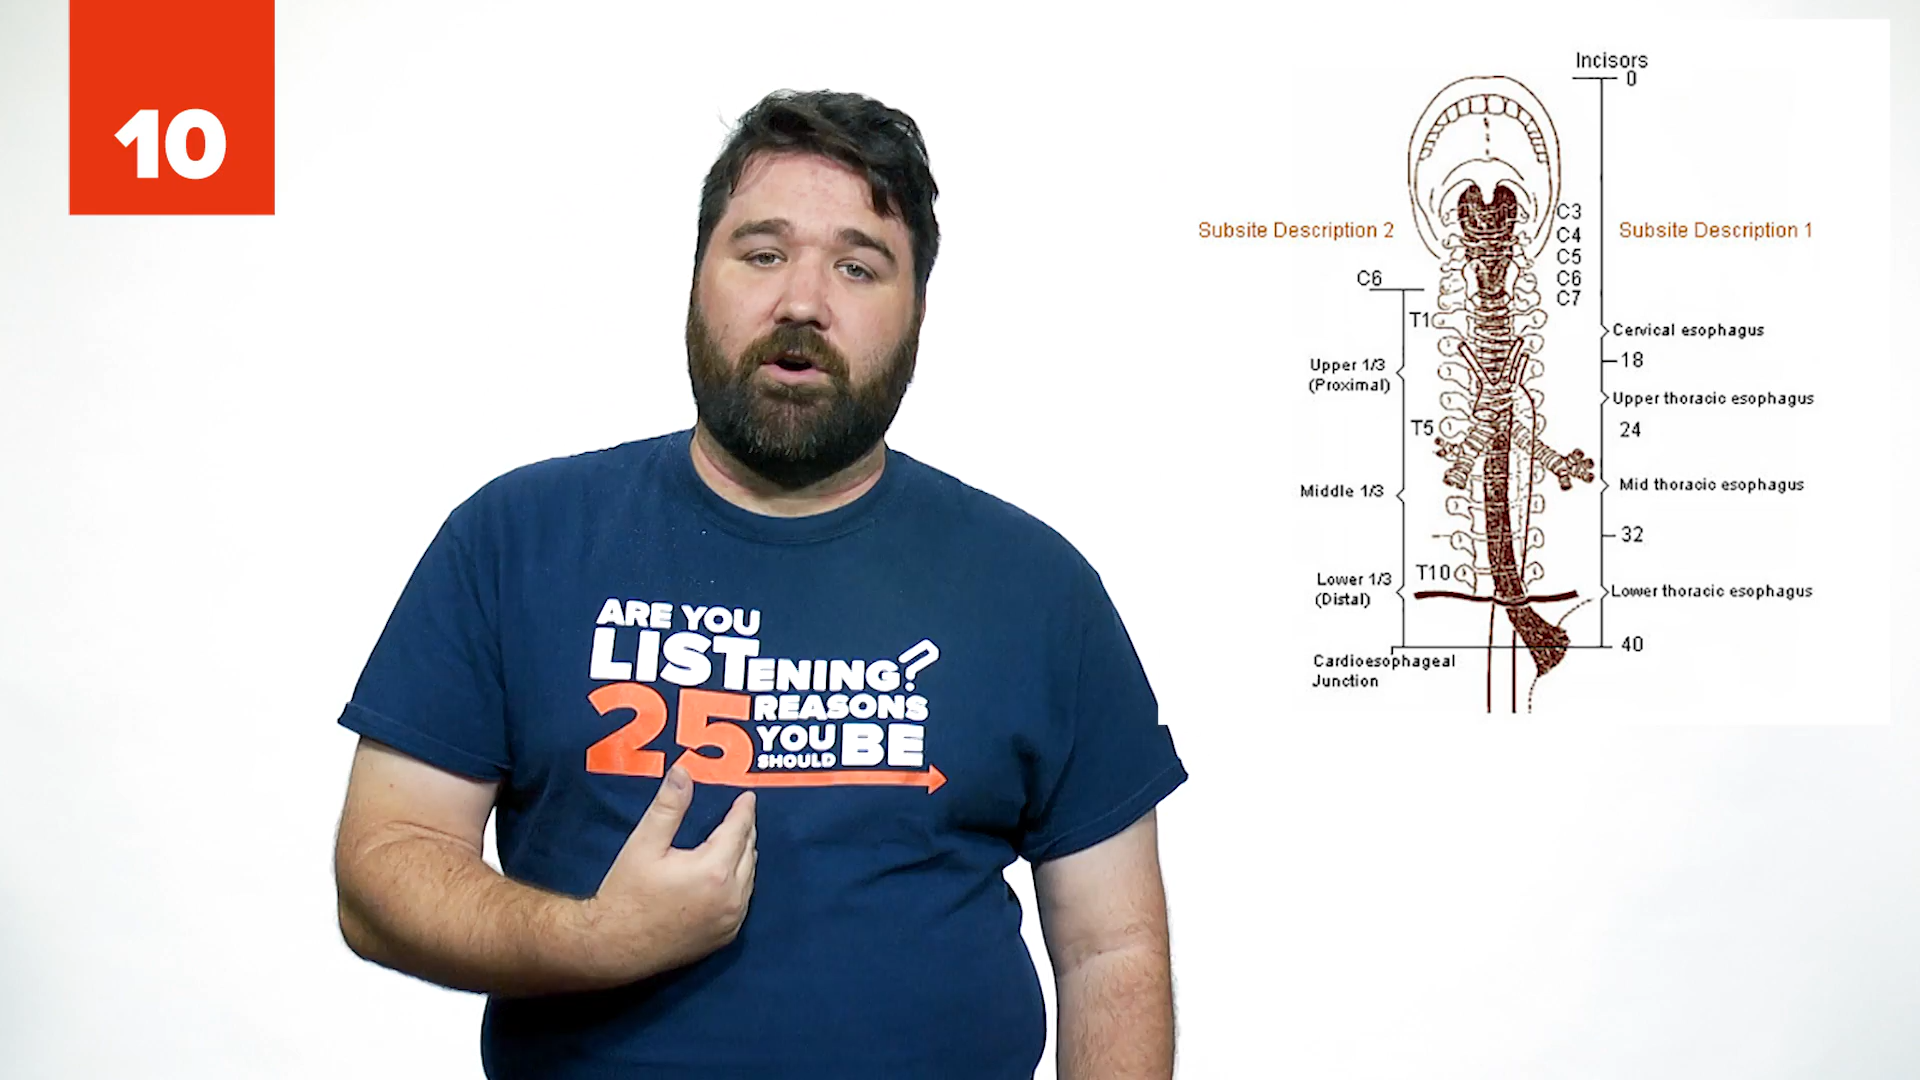 10
ARE YOU
LISTENING?
25 REASONS
YOU SHOULD BE
Incisors
0
Subsite Description 2
Subsite Description 1
C3
C4
C5
C6
C7
C6
T1
Cervical esophagus
18
Upper 1/3
(Proximal)
Upper thoracic esophagus
T5
24
Middle 1/3
Mid thoracic esophagus
32
T10
Lower 1/3
(Distal)
Lower thoracic esophagus
40
Cardioesophageal
Junction